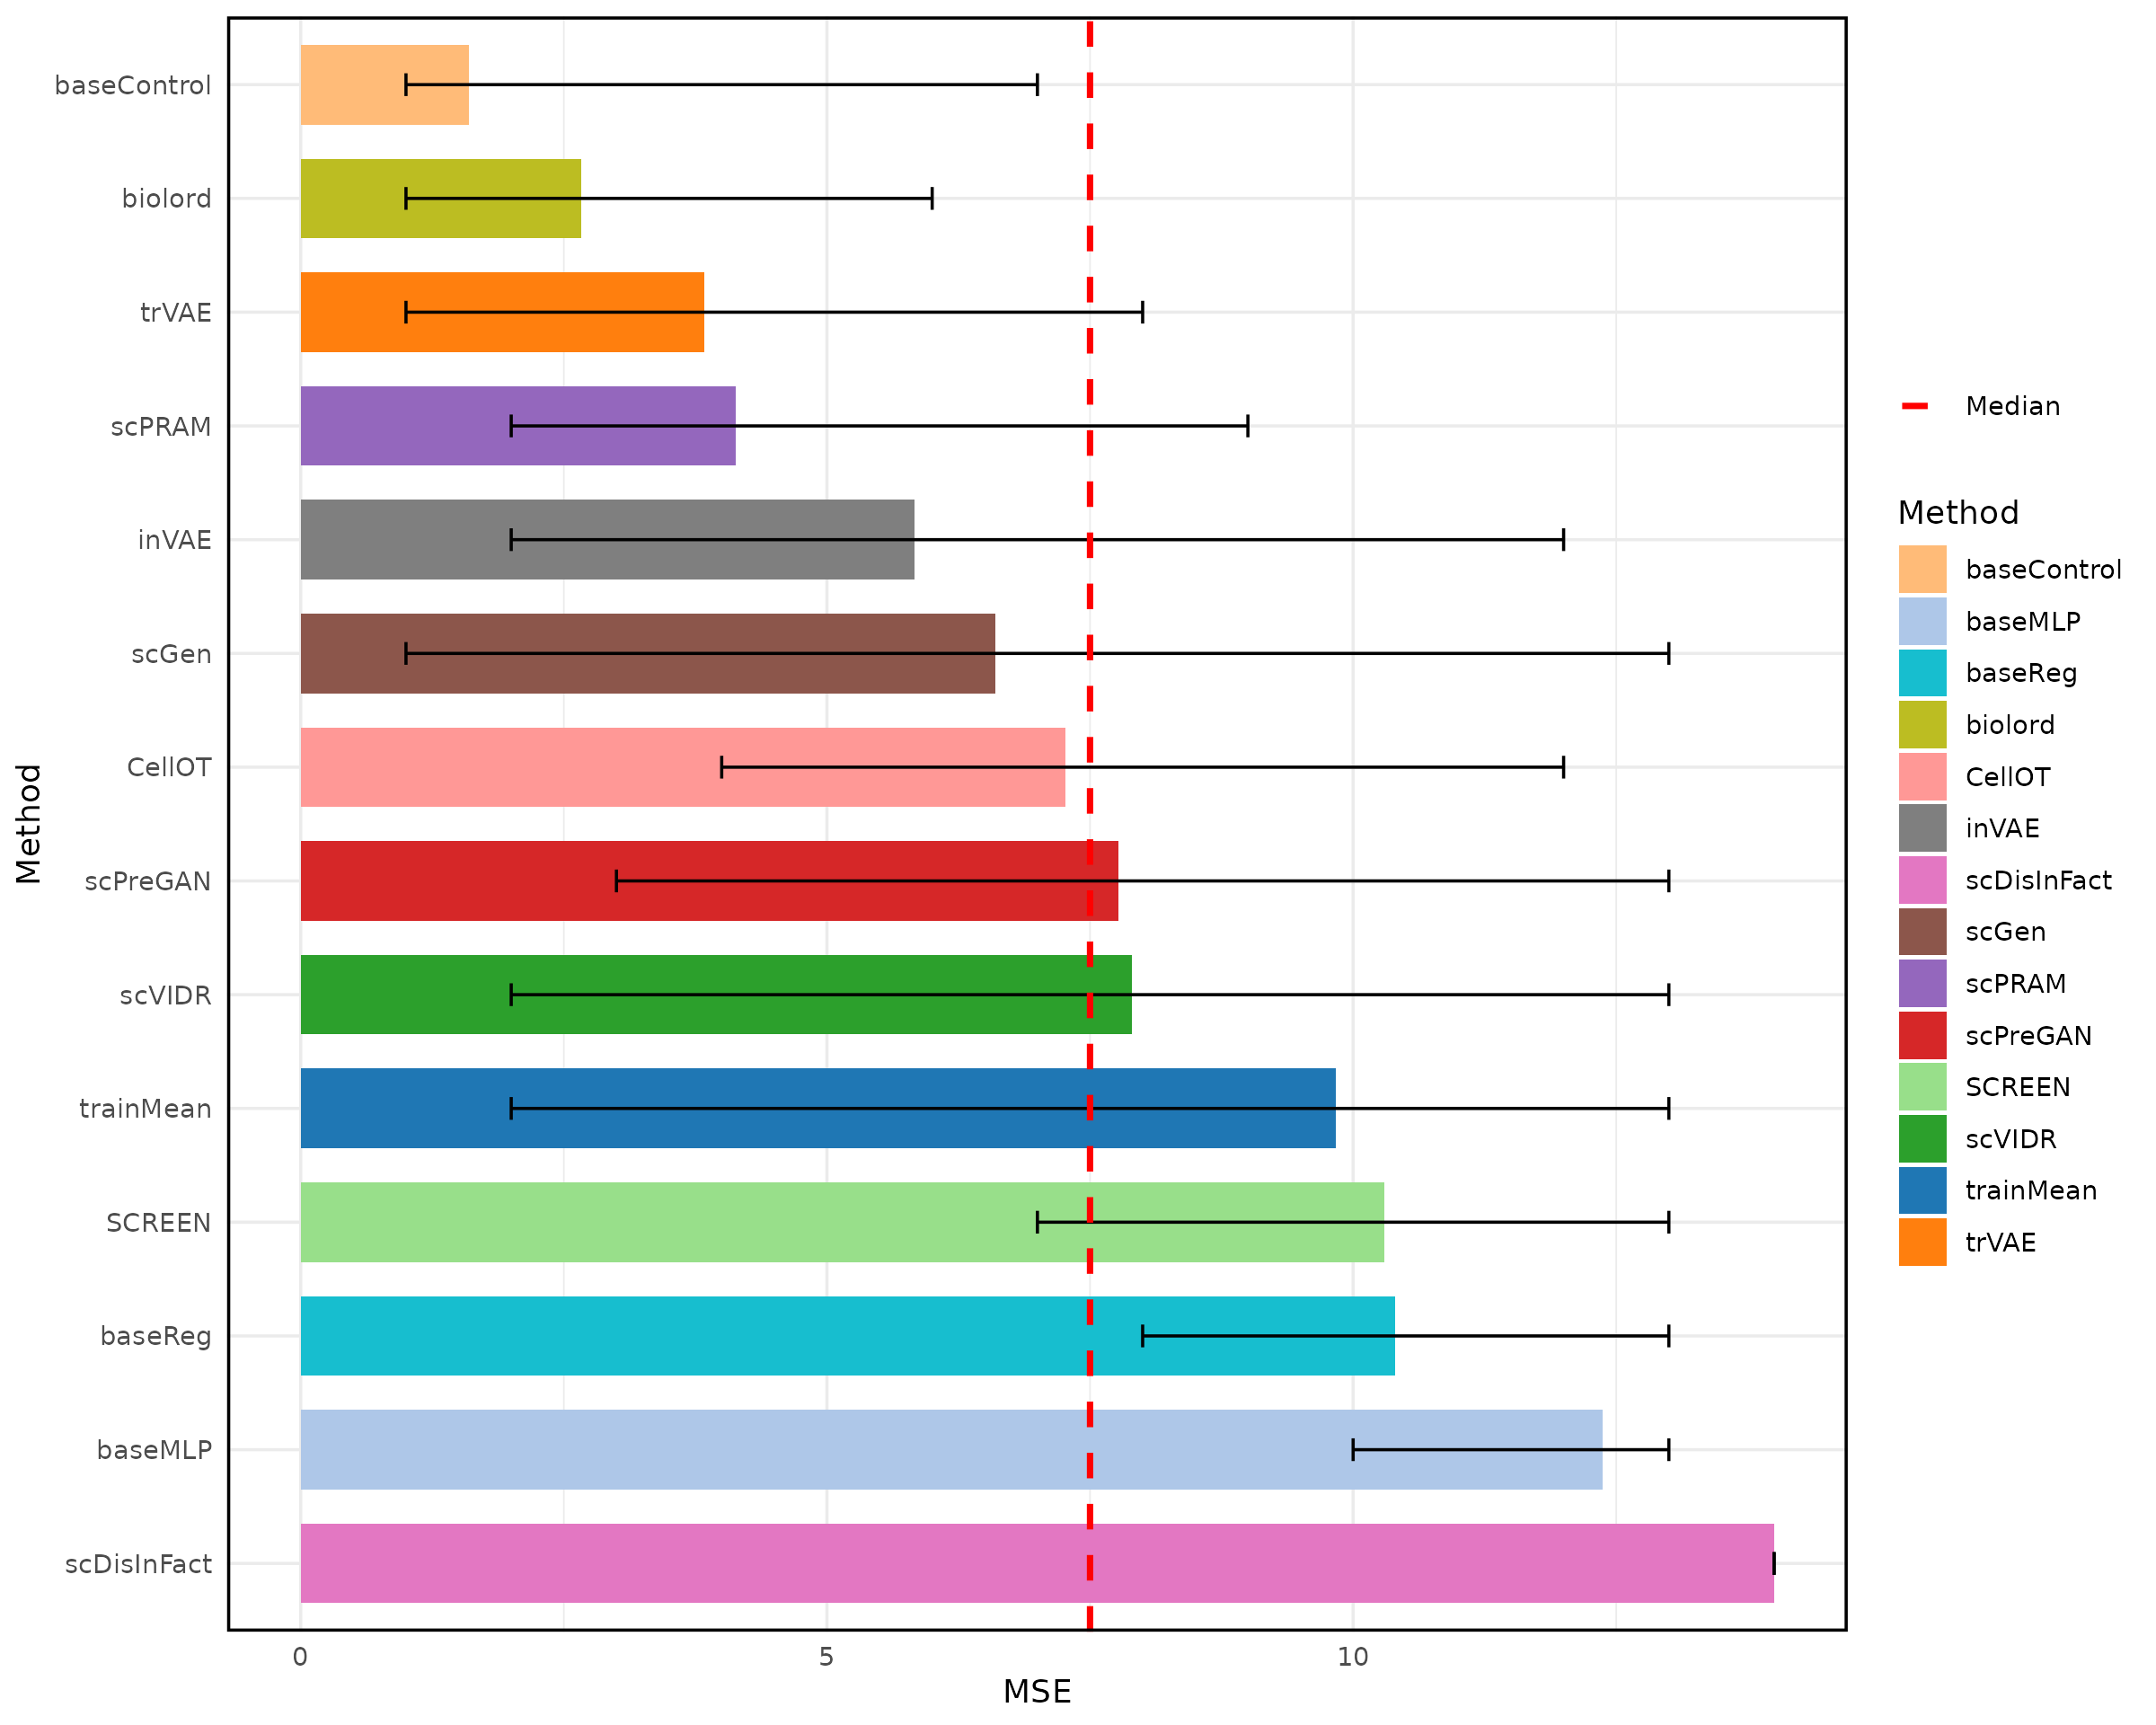 baseControl
biolord
trVAE
scPRAM
inVAE
scGen
CellOT
scPreGAN
scVIDR
trainMean
SCREEN
baseReg
baseMLP
scDisInFact
Method
0 5 10
MSE
Median
Method
baseControl
baseMLP
baseReg
biolord
CellOT
inVAE
scDisInFact
scGen
scPRAM
scPreGAN
SCREEN
scVIDR
trainMean
trVAE